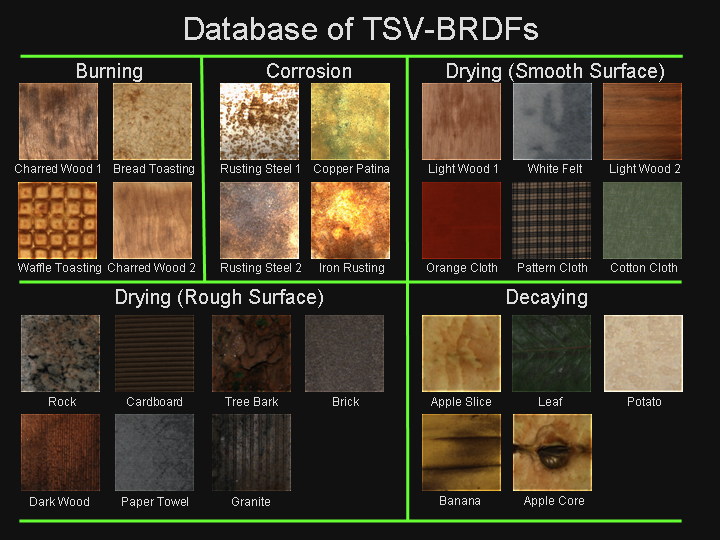 Database of TSV-BRDFs
Burning
Corrosion
Drying (Smooth Surface)
Charred Wood 1
Bread Toasting
Rusting Steel 1
Copper Patina
Light Wood 1
White Felt
Light Wood 2
Waffle Toasting
Charred Wood 2
Rusting Steel 2
Iron Rusting
Orange Cloth
Pattern Cloth
Cotton Cloth
Drying (Rough Surface)
Decaying
Rock
Cardboard
Tree Bark
Brick
Apple Slice
Leaf
Potato
Dark Wood
Paper Towel
Granite
Banana
Apple Core